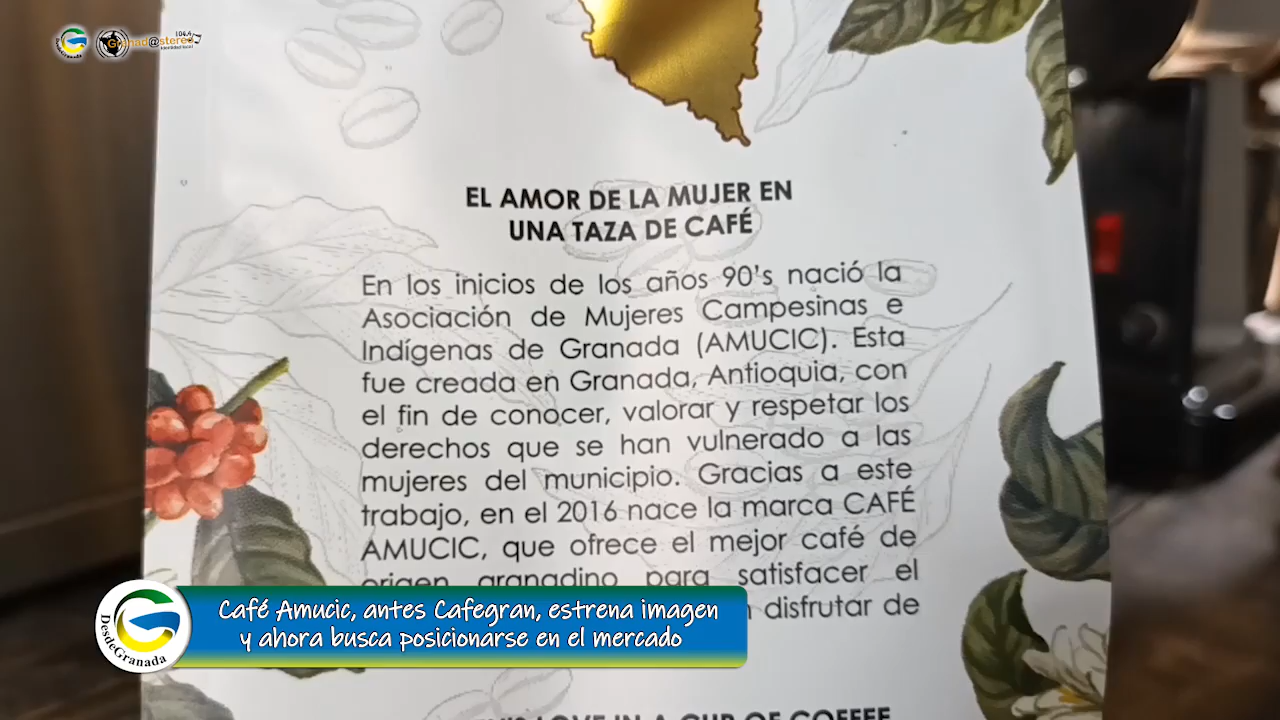 Granad@stereo
104.4
EL AMOR DE LA MUJER EN
UNA TAZA DE CAFÉ
En los inicios de los años 90's nació la
Asociación de Mujeres Campesinas e
Indígenas de Granada (AMUCIC). Esta
fue creada en Granada, Antioquia, con
el fin de conocer, valorar y respetar los
derechos que se han vulnerado a las
mujeres del municipio. Gracias a este
trabajo, en el 2016 nace la marca CAFÉ
AMUCIC, que ofrece el mejor café de
origen granadino para satisfacer el
disfrutar de
DesdeGranada
Café Amucic, antes Cafegran, estrena imagen
y ahora busca posicionarse en el mercado
LOVE IN A CUP OF COFFEE